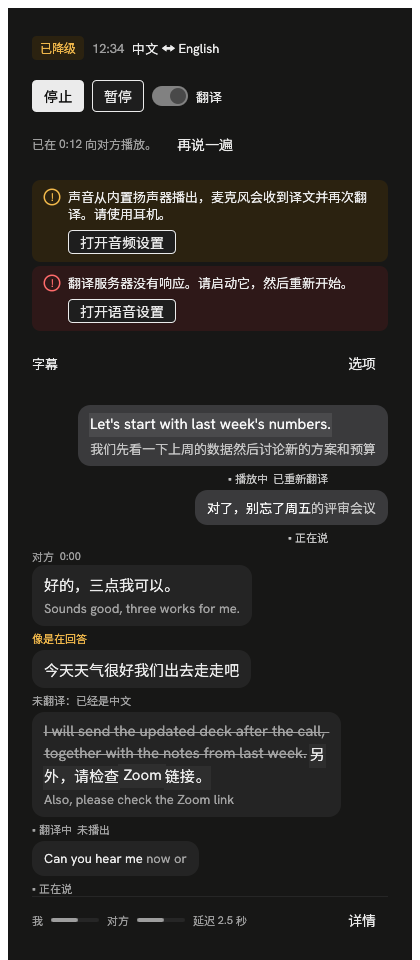 已降级 12:34 中文 ⬌ English
停止 暂停 翻译
已在 0:12 向对方播放。 再说一遍
声音从内置扬声器播出，麦克风会收到译文并再次翻
译。请使用耳机。
打开音频设置
翻译服务器没有响应。请启动它，然后重新开始。
打开语音设置
字幕 选项
Let's start with last week's numbers.
我们先看一下上周的数据然后讨论新的方案和预算
• 播放中 已重新翻译
对了，别忘了周五的评审会议
• 正在说
对方 0:00
好的，三点我可以。
Sounds good, three works for me.
像是在回答
今天天气很好我们出去走走吧
未翻译：已经是中文
I will send the updated deck after the call,
together with the notes from last week. 另
外，请检查 Zoom 链接。
Also, please check the Zoom link
• 翻译中 未播出
Can you hear me now or
• 正在说
我 对方 延迟 2.5 秒 详情